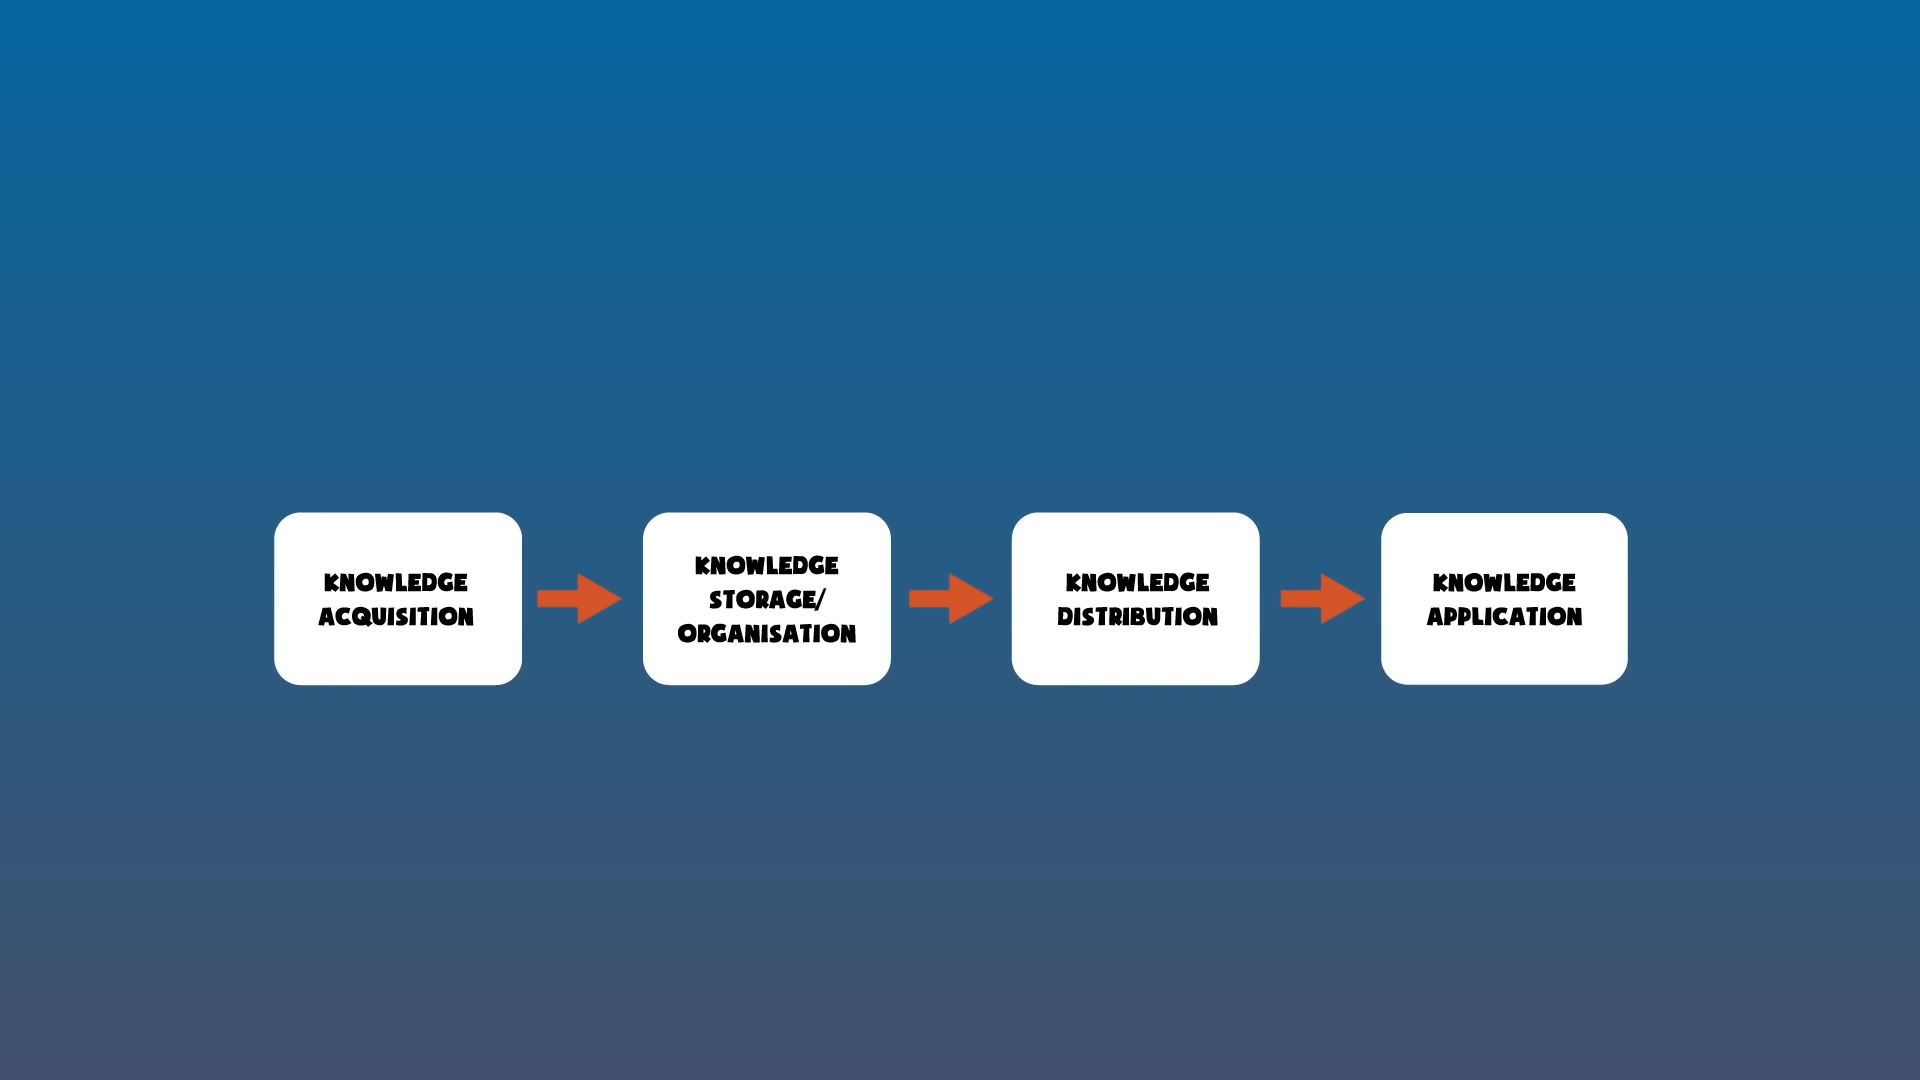 KNOWLEDGE
ACQUISITION
KNOWLEDGE
STORAGE/
ORGANISATION
KNOWLEDGE
DISTRIBUTION
KNOWLEDGE
APPLICATION